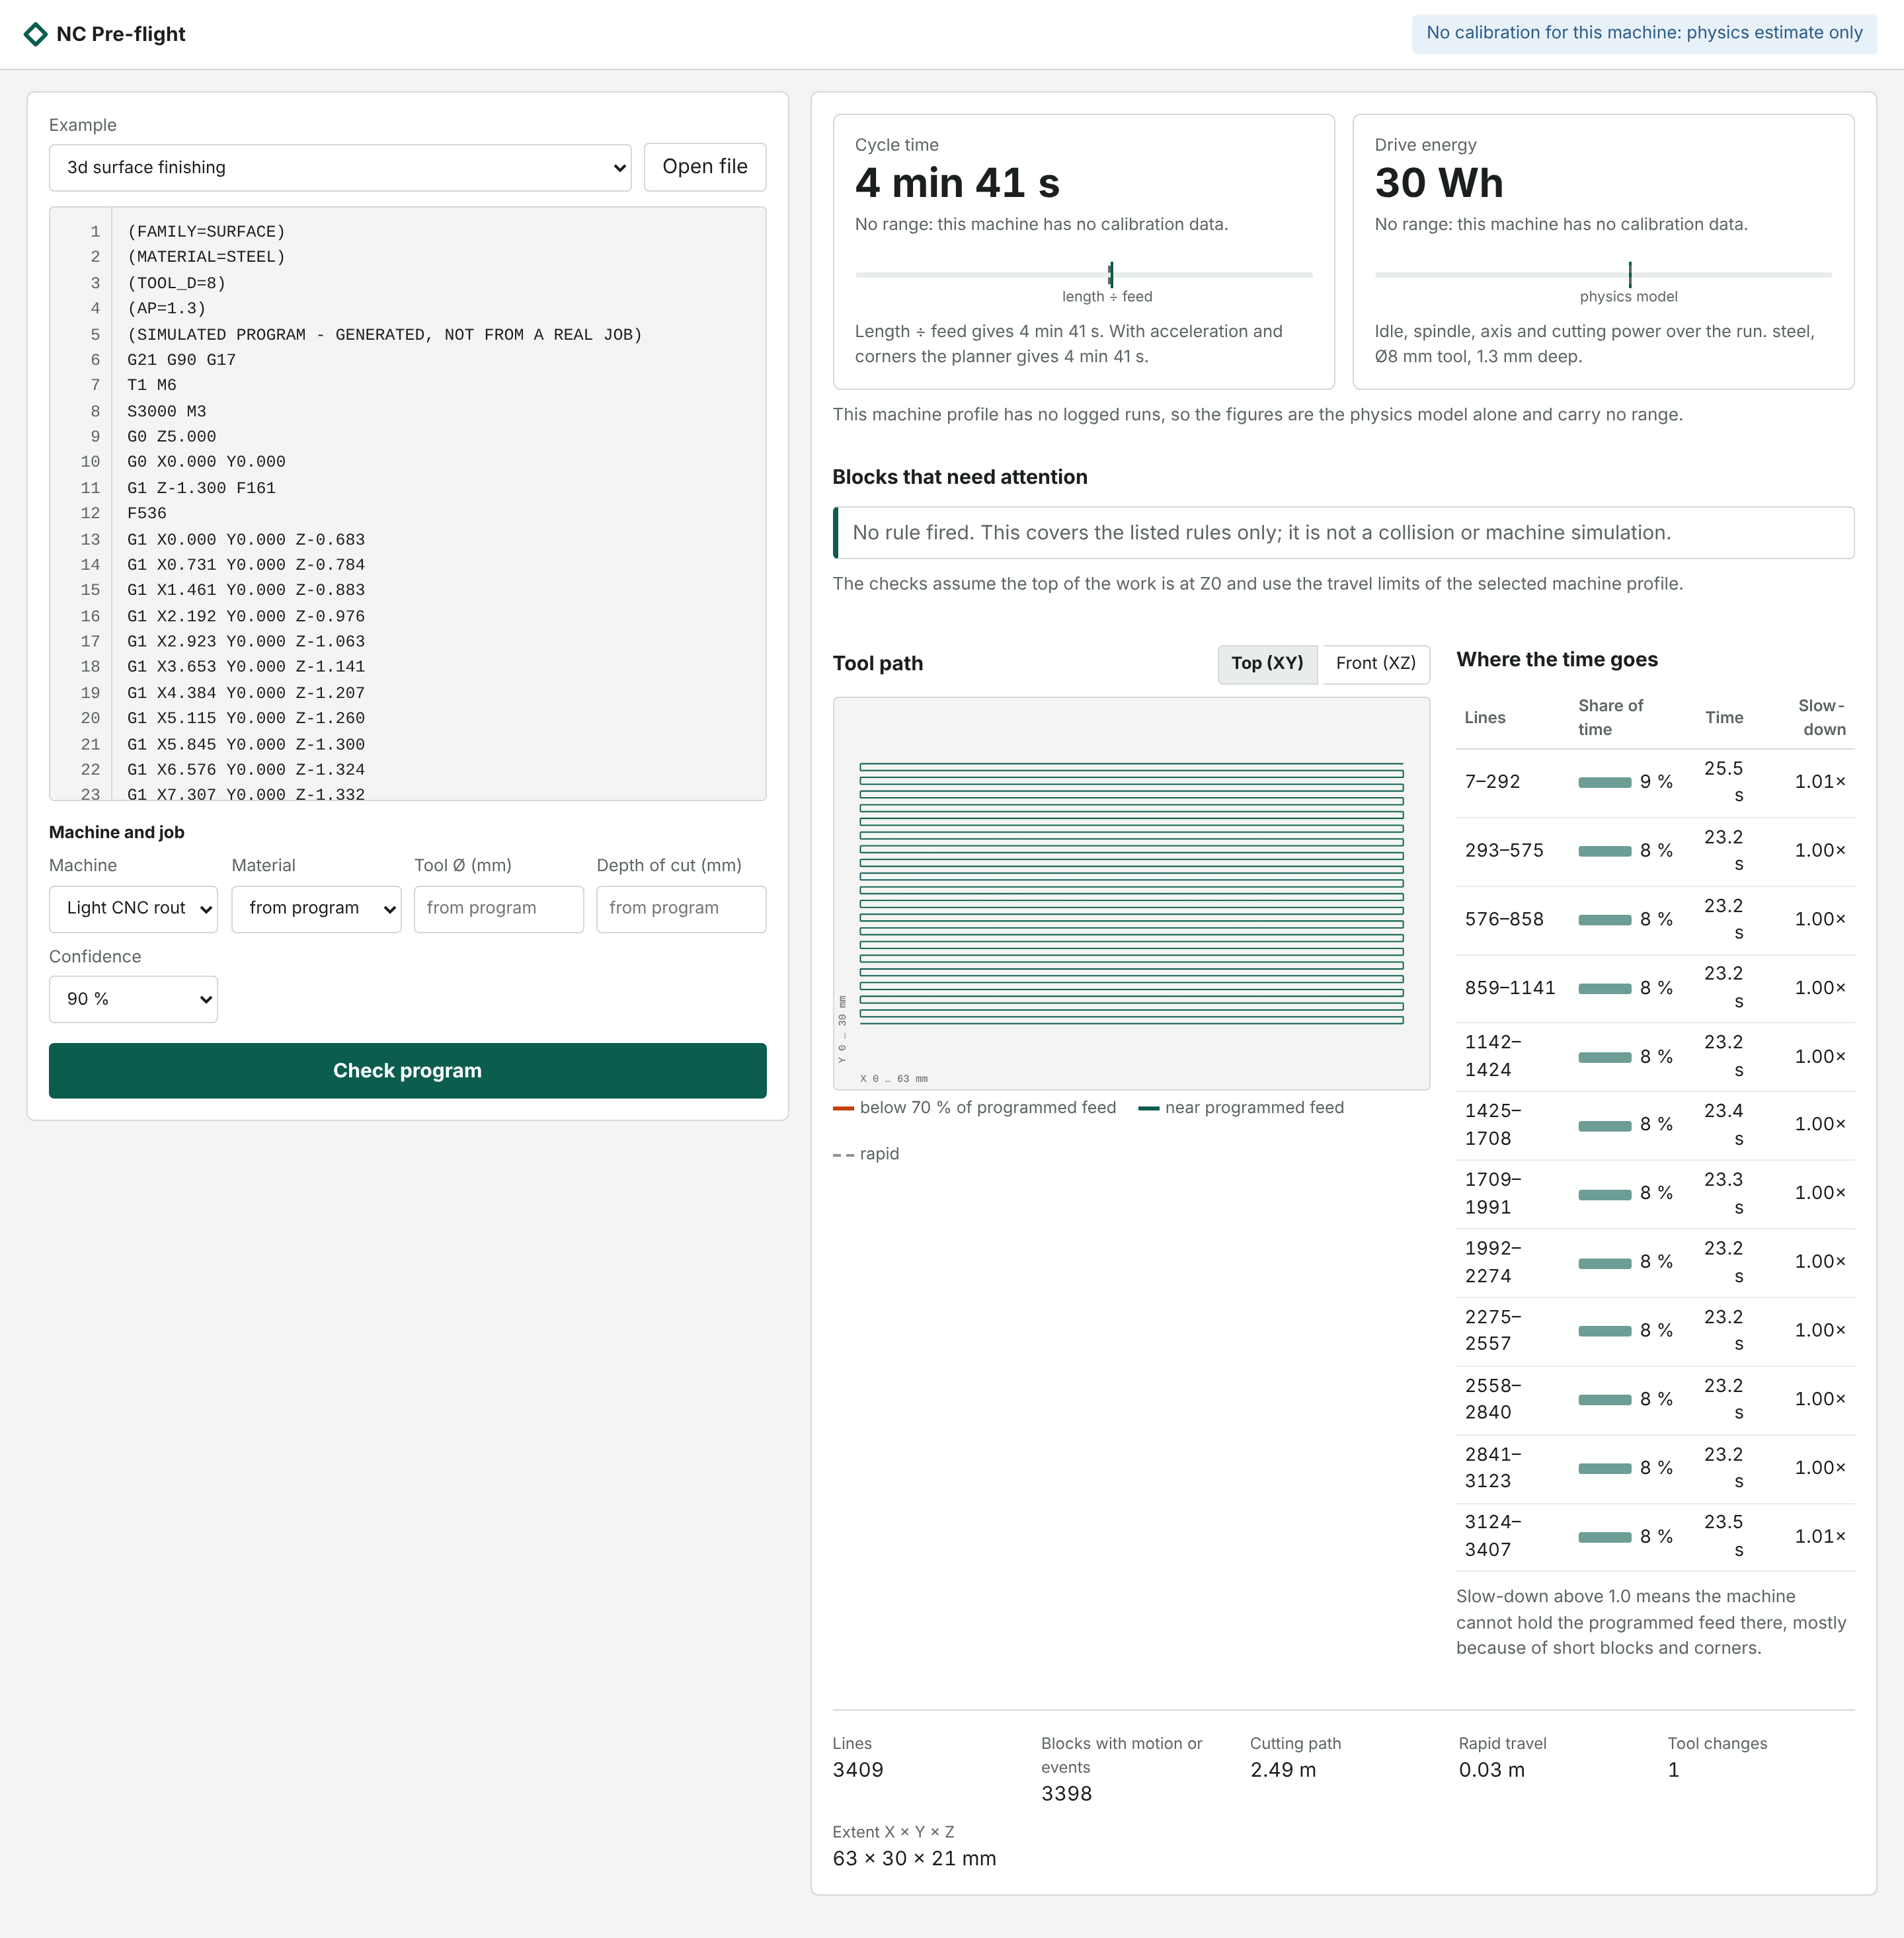 NC Pre-flight
No calibration for this machine: physics estimate only
Example
3d surface finishing
Open file
1 (FAMILY=SURFACE)
2 (MATERIAL=STEEL)
3 (TOOL_D=8)
4 (AP=1.3)
5 (SIMULATED PROGRAM - GENERATED, NOT FROM A REAL JOB)
6 G21 G90 G17
7 T1 M6
8 S3000 M3
9 G0 Z5.000
10 G0 X0.000 Y0.000
11 G1 Z-1.300 F161
12 F536
13 G1 X0.000 Y0.000 Z-0.683
14 G1 X0.731 Y0.000 Z-0.784
15 G1 X1.461 Y0.000 Z-0.883
16 G1 X2.192 Y0.000 Z-0.976
17 G1 X2.923 Y0.000 Z-1.063
18 G1 X3.653 Y0.000 Z-1.141
19 G1 X4.384 Y0.000 Z-1.207
20 G1 X5.115 Y0.000 Z-1.260
21 G1 X5.845 Y0.000 Z-1.300
22 G1 X6.576 Y0.000 Z-1.324
23 G1 X7.307 Y0.000 Z-1.332
Machine and job
Machine
Material
Tool Ø (mm)
Depth of cut (mm)
Light CNC rout
from program
from program
from program
Confidence
90 %
Check program
Cycle time
4 min 41 s
No range: this machine has no calibration data.
length ÷ feed
Length ÷ feed gives 4 min 41 s. With acceleration and
corners the planner gives 4 min 41 s.
Drive energy
30 Wh
No range: this machine has no calibration data.
physics model
Idle, spindle, axis and cutting power over the run. steel,
Ø8 mm tool, 1.3 mm deep.
This machine profile has no logged runs, so the figures are the physics model alone and carry no range.
Blocks that need attention
No rule fired. This covers the listed rules only; it is not a collision or machine simulation.
The checks assume the top of the work is at Z0 and use the travel limits of the selected machine profile.
Tool path
Top (XY)
Front (XZ)
Y 0 … 30 mm
X 0 … 63 mm
below 70 % of programmed feed
near programmed feed
rapid
Where the time goes
Lines
Share of
time
Time
Slow-
down
7–292 9 % 25.5
s
1.01×
293–575 8 % 23.2
s
1.00×
576–858 8 % 23.2
s
1.00×
859–1141 8 % 23.2
s
1.00×
1142–
1424
8 % 23.2
s
1.00×
1425–
1708
8 % 23.4
s
1.00×
1709–
1991
8 % 23.3
s
1.00×
1992–
2274
8 % 23.2
s
1.00×
2275–
2557
8 % 23.2
s
1.00×
2558–
2840
8 % 23.2
s
1.00×
2841–
3123
8 % 23.2
s
1.00×
3124–
3407
8 % 23.5
s
1.01×
Slow-down above 1.0 means the machine
cannot hold the programmed feed there, mostly
because of short blocks and corners.
Lines
3409
Blocks with motion or
events
3398
Cutting path
2.49 m
Rapid travel
0.03 m
Tool changes
1
Extent X × Y × Z
63 × 30 × 21 mm